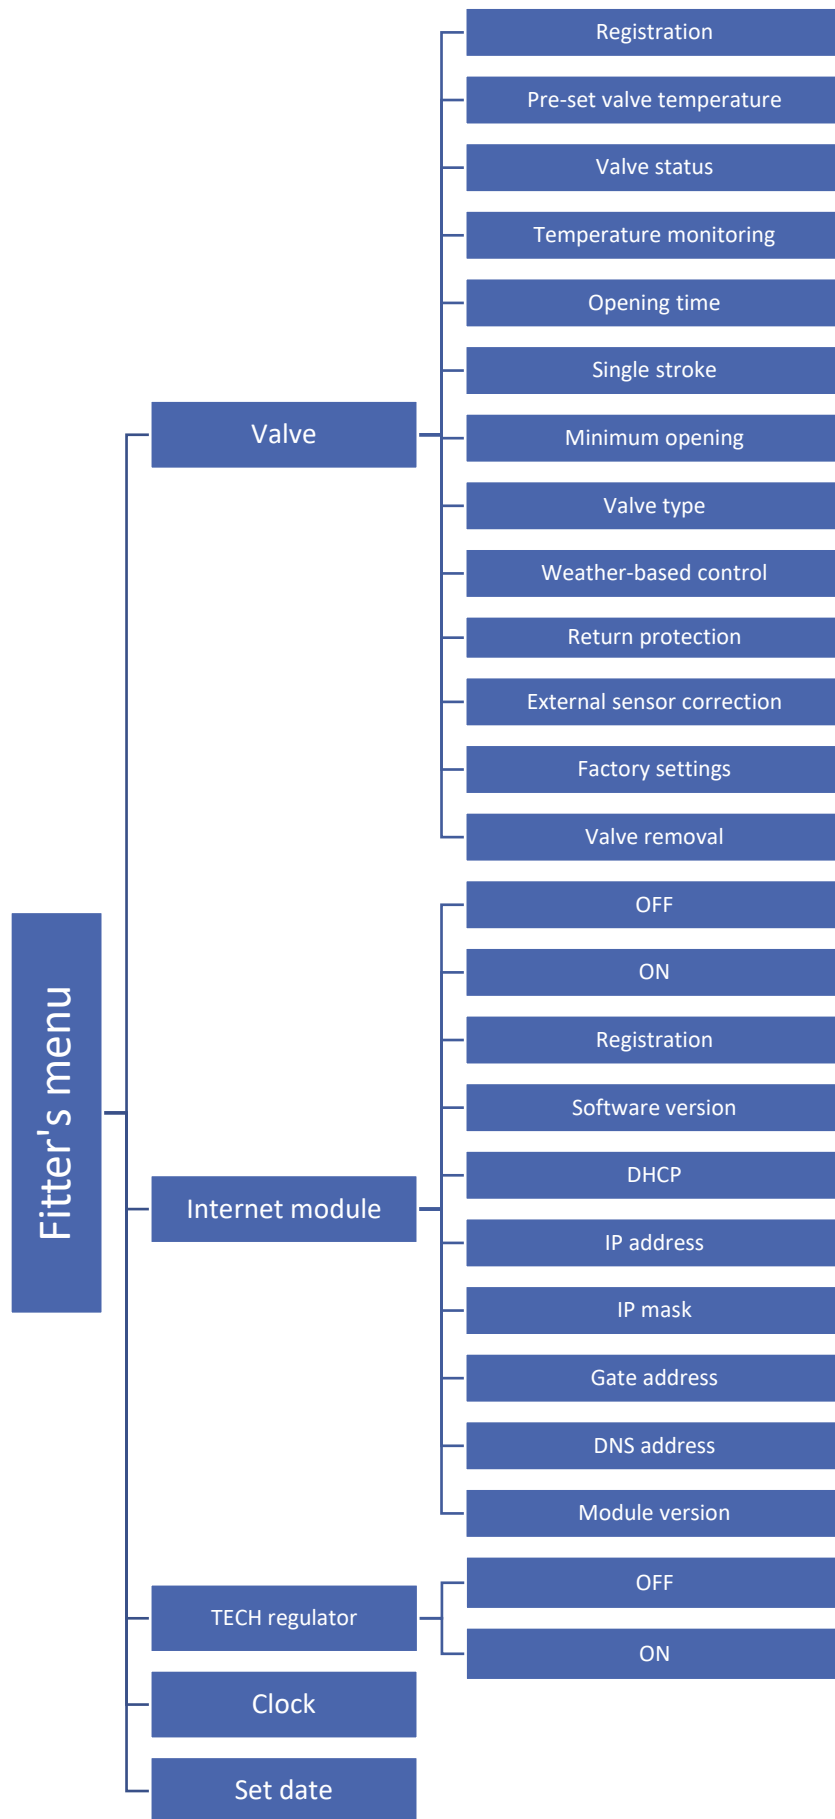 Fitter's menu
Valve
Registration
Pre-set valve temperature
Valve status
Temperature monitoring
Opening time
Single stroke
Minimum opening
Valve type
Weather-based control
Return protection
External sensor correction
Factory settings
Valve removal
Internet module
OFF
ON
Registration
Software version
DHCP
IP address
IP mask
Gate address
DNS address
Module version
TECH regulator
OFF
ON
Clock
Set date